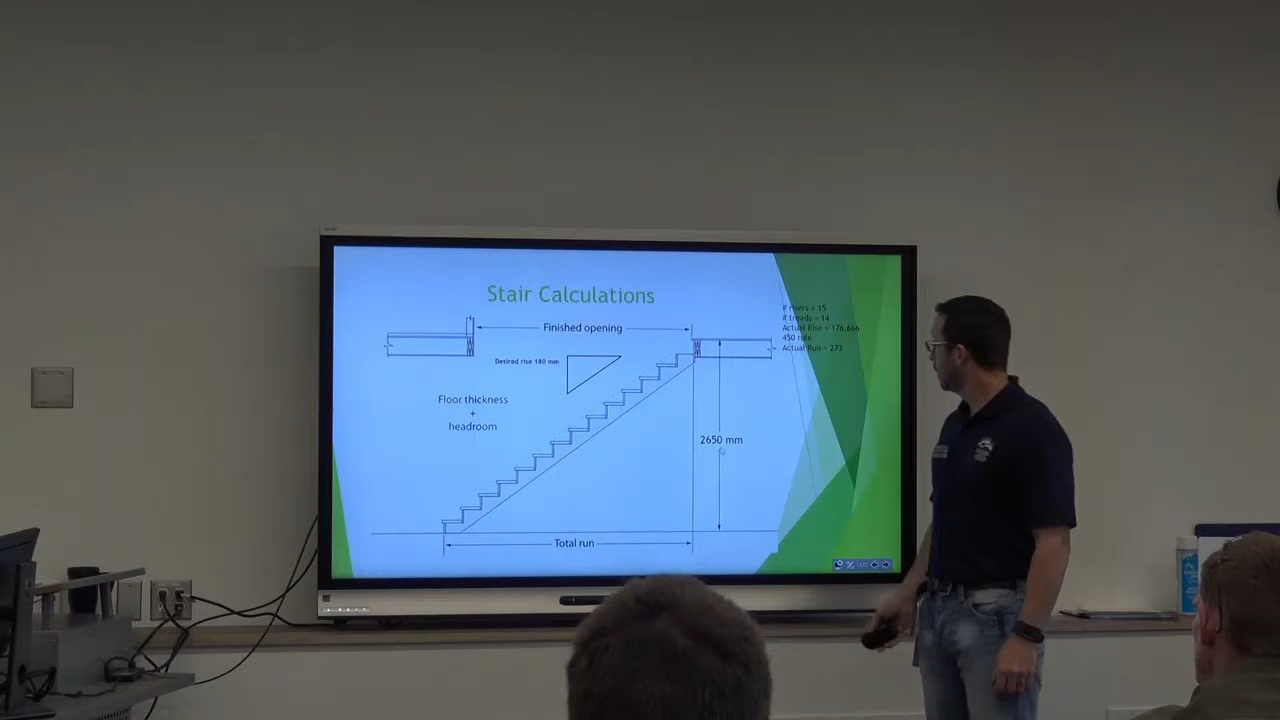 Stair Calculations
Finished opening
Desired rise 180 mm
Floor thickness
+
headroom
2650 mm
Total run
# risers = 15
# treads = 14
Actual Rise = 176.666
450 rule
Actual Run = 273